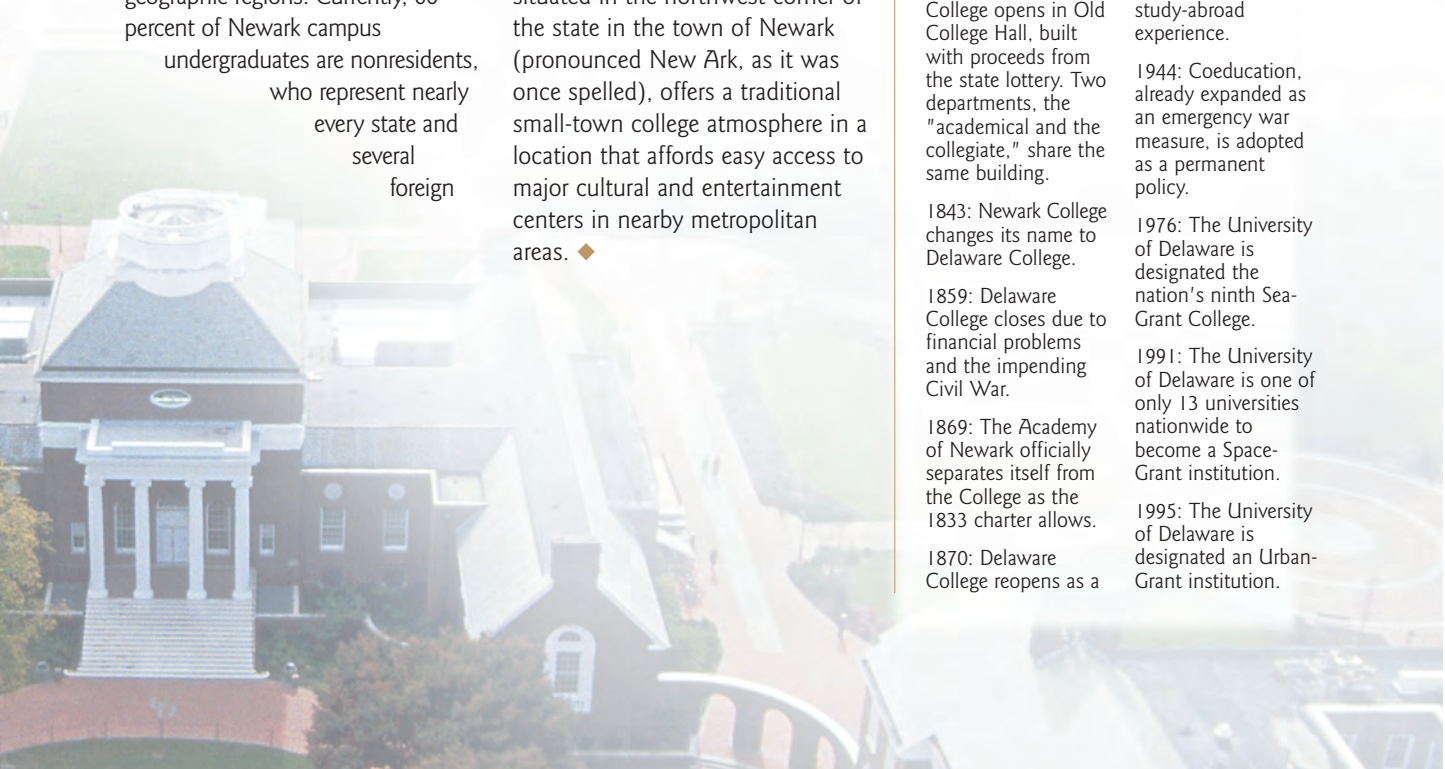 percent of Newark campus
undergraduates are nonresidents,
who represent nearly
every state and
several
foreign
situated in the northwest corner of
the state in the town of Newark
(pronounced New Ark, as it was
once spelled), offers a traditional
small-town college atmosphere in a
location that affords easy access to
major cultural and entertainment
centers in nearby metropolitan
areas. ◆
College opens in Old
College Hall, built
with proceeds from
the state lottery. Two
departments, the
"academical and the
collegiate," share the
same building.
1843: Newark College
changes its name to
Delaware College.
1859: Delaware
College closes due to
financial problems
and the impending
Civil War.
1869: The Academy
of Newark officially
separates itself from
the College as the
1833 charter allows.
1870: Delaware
College reopens as a
study-abroad
experience.
1944: Coeducation,
already expanded as
an emergency war
measure, is adopted
as a permanent
policy.
1976: The University
of Delaware is
designated the
nation's ninth Sea-
Grant College.
1991: The University
of Delaware is one of
only 13 universities
nationwide to
become a Space-
Grant institution.
1995: The University
of Delaware is
designated an Urban-
Grant institution.